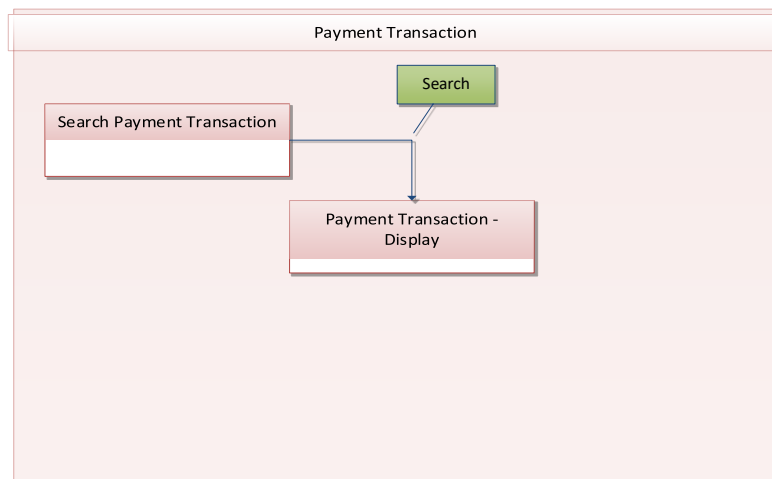 Payment Transaction
Search
Search Payment Transaction
Payment Transaction -
Display